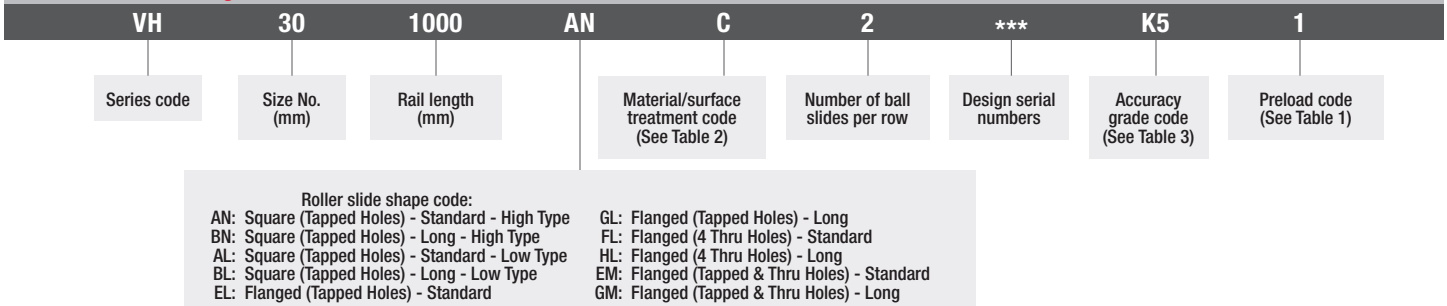 VH 30 1000 AN C 2 *** K5 1
Series code
Size No.
(mm)
Rail length
(mm)
Material/surface
treatment code
(See Table 2)
Number of ball
slides per row
Design serial
numbers
Accuracy
grade code
(See Table 3)
Preload code
(See Table 1)
Roller slide shape code:
AN: Square (Tapped Holes) - Standard - High Type
BN: Square (Tapped Holes) - Long - High Type
AL: Square (Tapped Holes) - Standard - Low Type
BL: Square (Tapped Holes) - Long - Low Type
EL: Flanged (Tapped Holes) - Standard
GL: Flanged (Tapped Holes) - Long
FL: Flanged (4 Thru Holes) - Standard
HL: Flanged (4 Thru Holes) - Long
EM: Flanged (Tapped & Thru Holes) - Standard
GM: Flanged (Tapped & Thru Holes) - Long